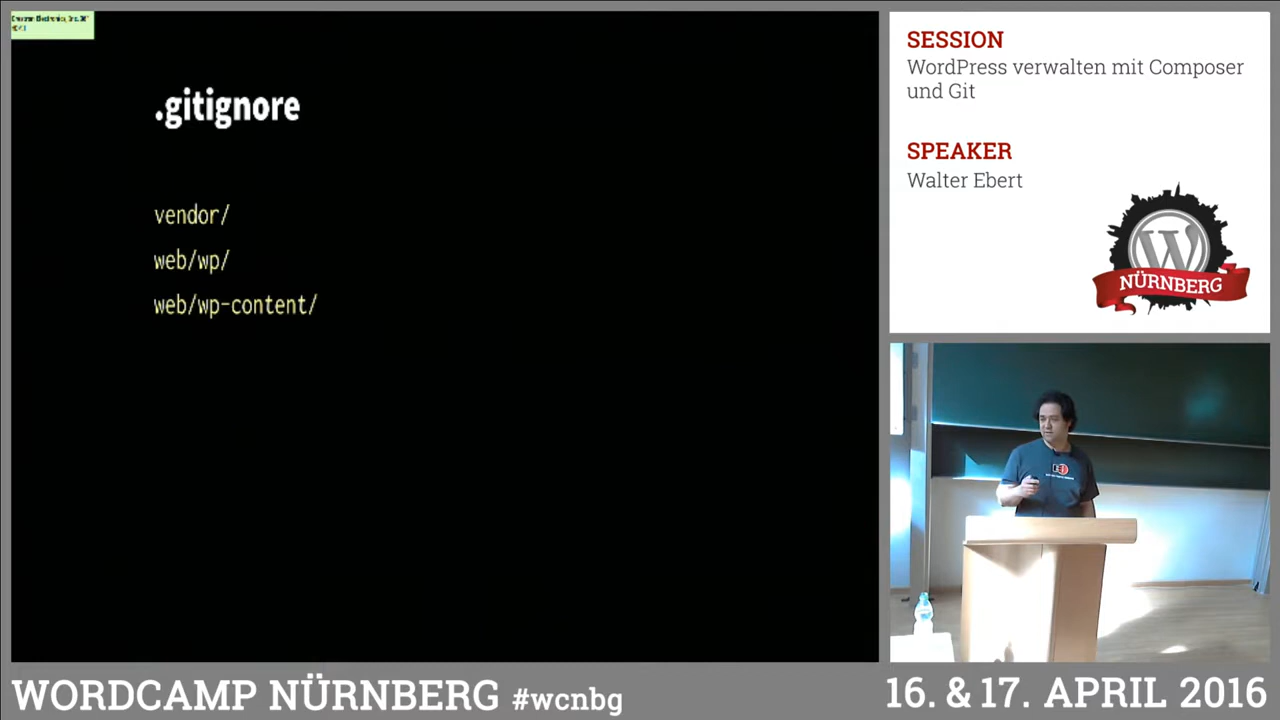 .gitignore
vendor/
web/wp/
web/wp-content/
SESSION
WordPress verwalten mit Composer
und Git
SPEAKER
Walter Ebert
NÜRNBERG
WORDCAMP NÜRNBERG #wcnbg
16. & 17. APRIL 2016